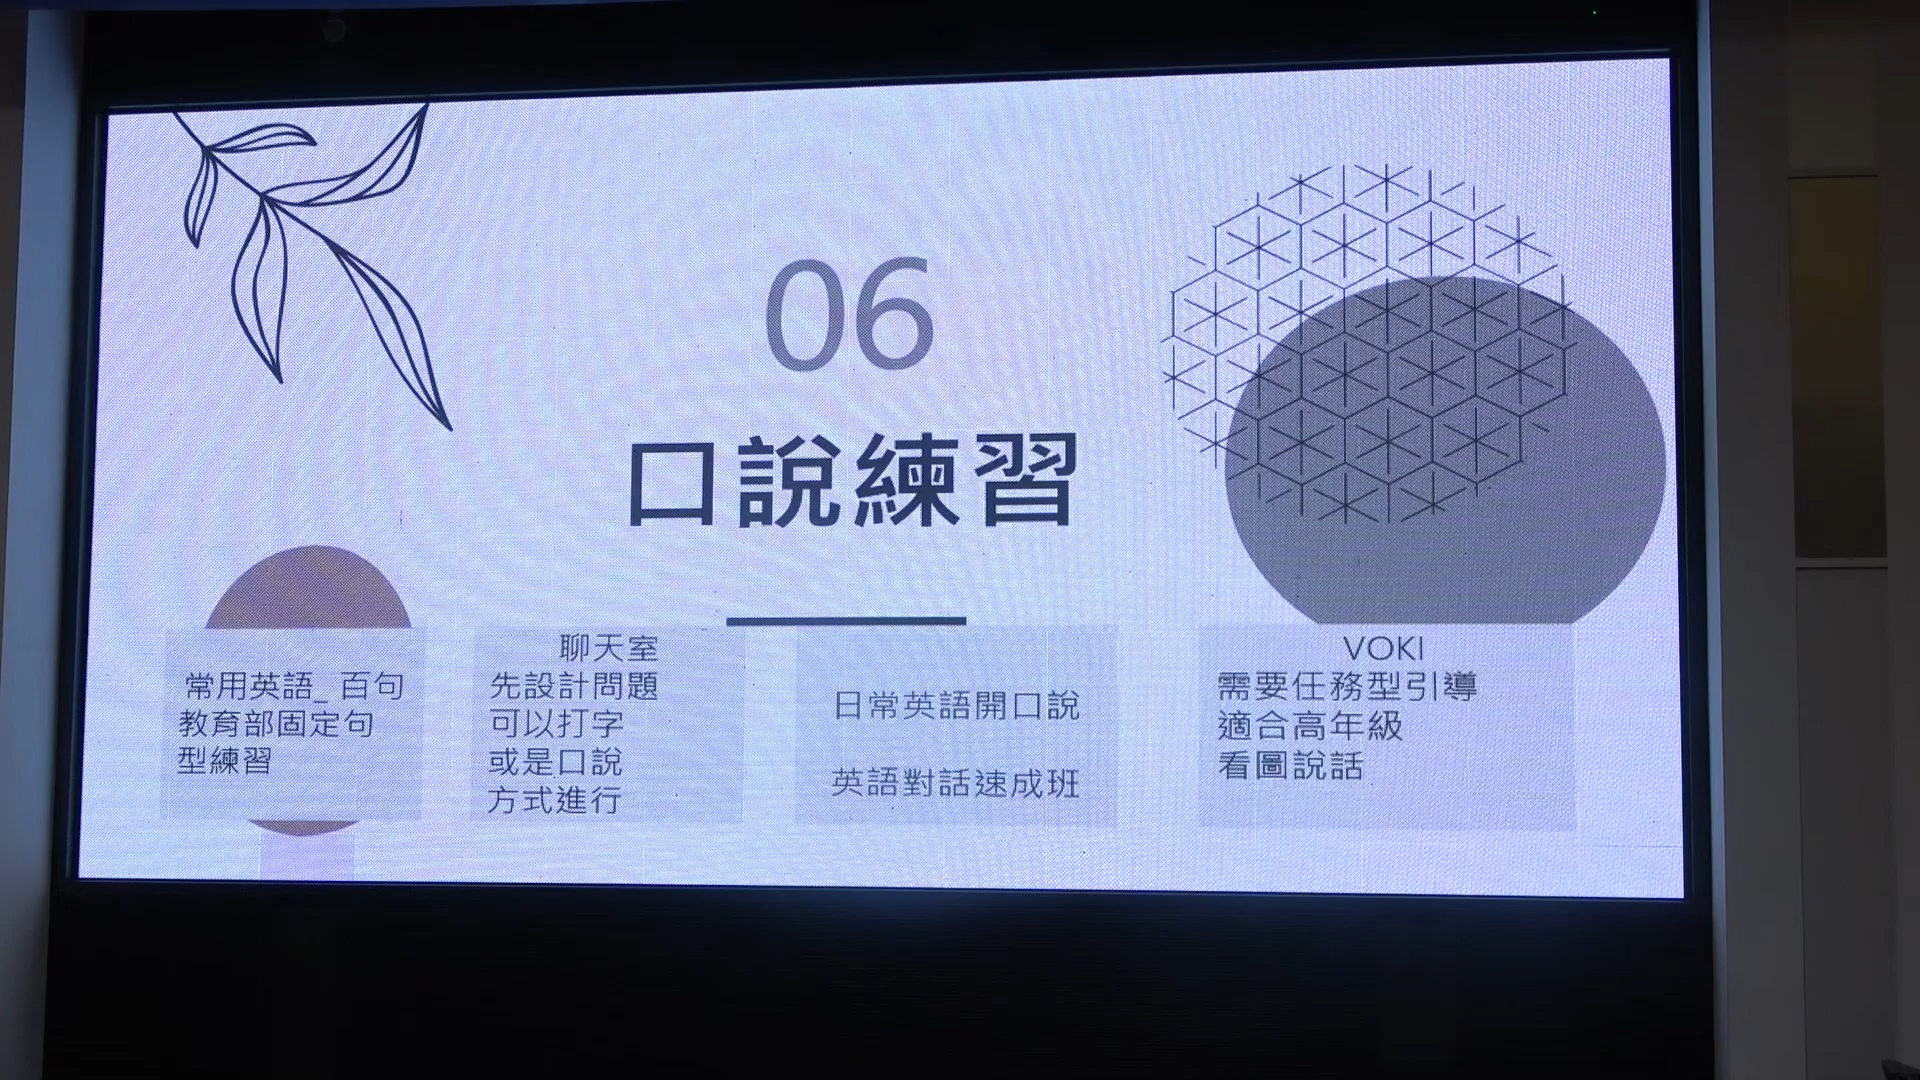 06
口說練習
常用英語_ 百句
教育部固定句
型練習
聊天室
先設計問題
可以打字
或是口說
方式進行
日常英語開口說
英語對話速成班
VOKI
需要任務型引導
適合高年級
看圖說話